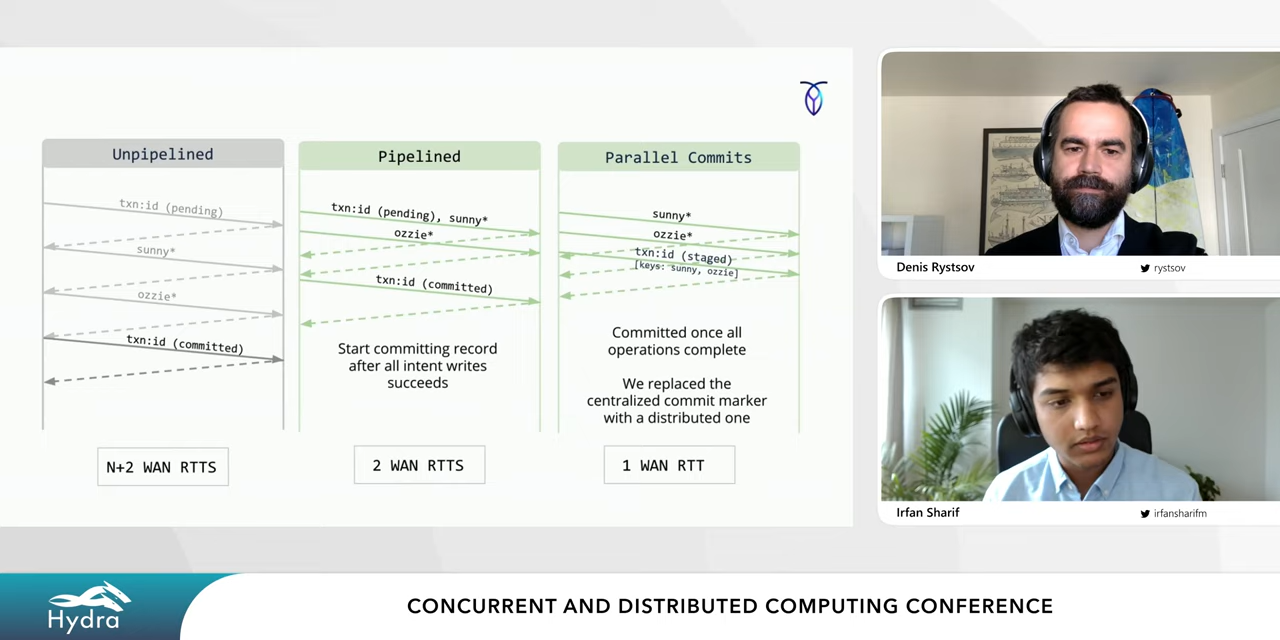 Unpipelined
txn:id (pending)
sunny*
ozzie*
txn:id (committed)
N+2 WAN RTTS
Pipelined
txn:id (pending), sunny*
ozzie*
txn:id (committed)
Start committing record
after all intent writes
succeeds
2 WAN RTTS
Parallel Commits
sunny*
ozzie*
txn:id (staged)
[keys: sunny, ozzie]
Committed once all
operations complete
We replaced the
centralized commit marker
with a distributed one
1 WAN RTT
Denis Rystsov
rystsov
Irfan Sharif
irfansharifm
Hydra
CONCURRENT AND DISTRIBUTED COMPUTING CONFERENCE